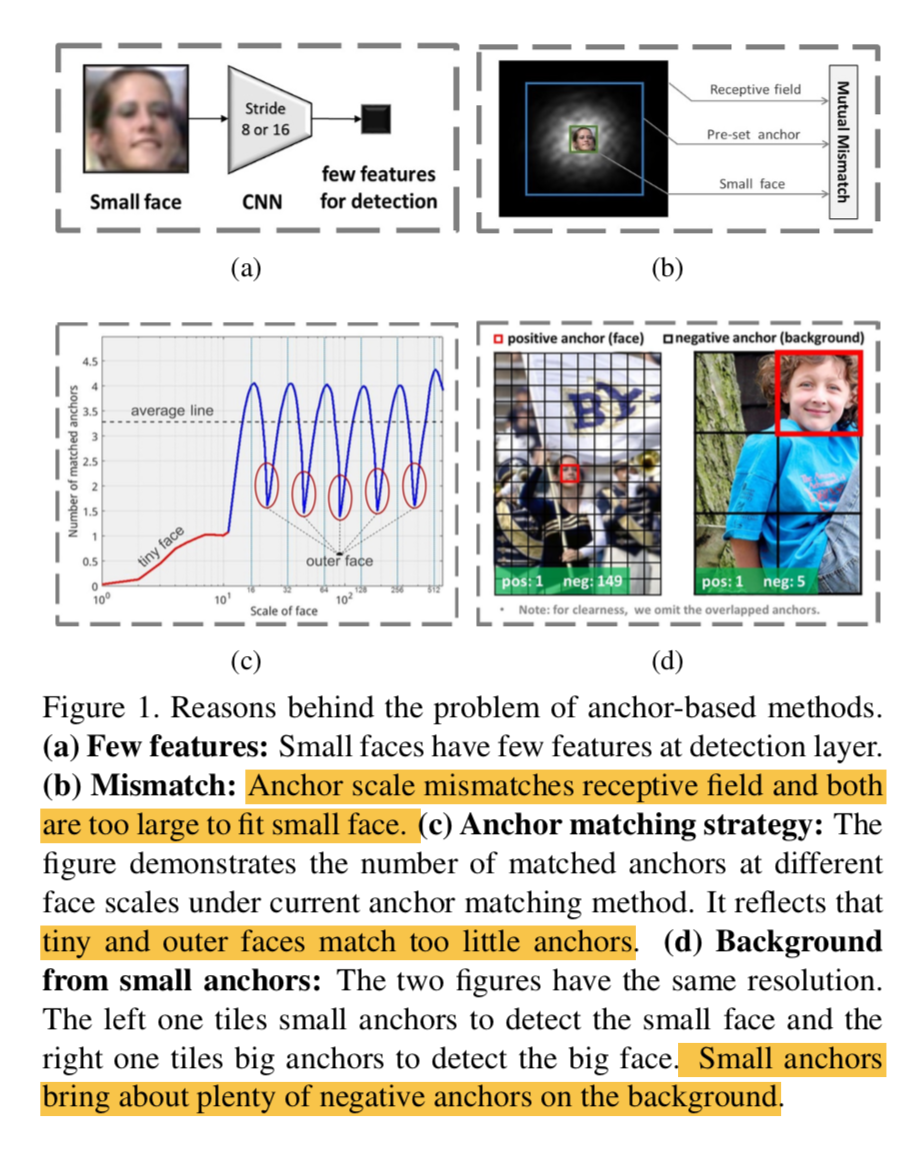 Stride
8 or 16
Small face
CNN
few features
for detection
(a)
Receptive field
Pre-set anchor
Small face
Mutual Mismatch
(b)
Number of matched anchors
4.5
4
3.5
3
2.5
2
1.5
1
0.5
0
average line
tiny face
outer face
16 32 64 128 256 512
10⁰ 10¹ 10²
Scale of face
(c)
positive anchor (face) negative anchor (background)
BY
pos: 1 neg: 149
pos: 1 neg: 5
* Note: for clearness, we omit the overlapped anchors.
(d)
Figure 1. Reasons behind the problem of anchor-based methods.
(a) Few features: Small faces have few features at detection layer.
(b) Mismatch: Anchor scale mismatches receptive field and both
are too large to fit small face. (c) Anchor matching strategy: The
figure demonstrates the number of matched anchors at different
face scales under current anchor matching method. It reflects that
tiny and outer faces match too little anchors. (d) Background
from small anchors: The two figures have the same resolution.
The left one tiles small anchors to detect the small face and the
right one tiles big anchors to detect the big face. Small anchors
bring about plenty of negative anchors on the background.